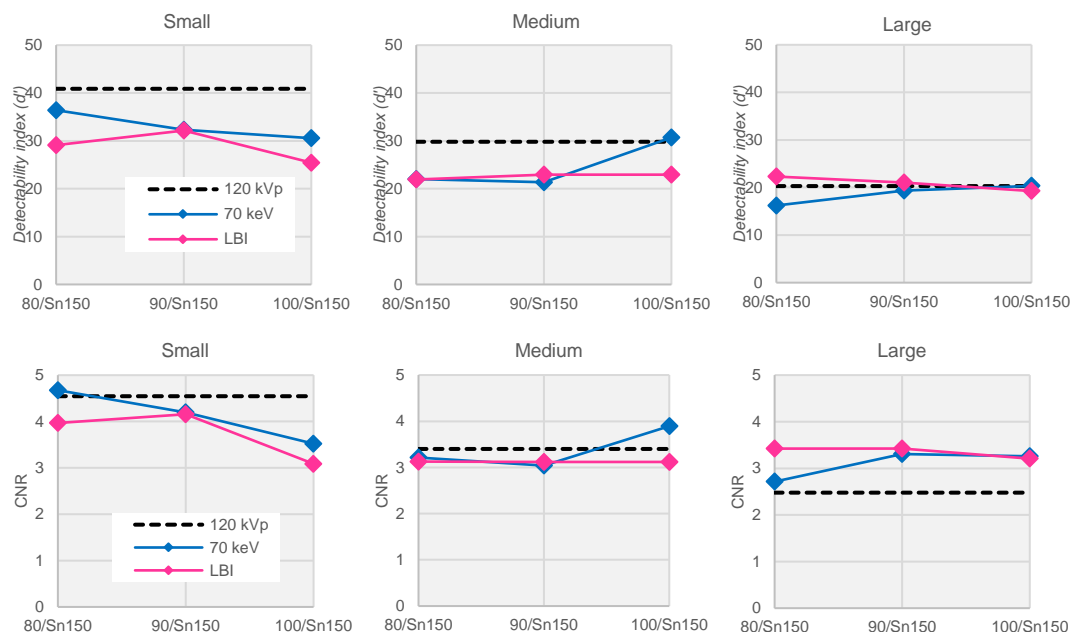 Small
Medium
Large
Detectability index (d')
50
40
30
20
10
0
120 kVp
70 keV
LBI
80/Sn150
90/Sn150
100/Sn150
50
40
30
20
10
0
Detectability index (d')
80/Sn150
90/Sn150
100/Sn150
50
40
30
20
10
0
Detectability index (d')
80/Sn150
90/Sn150
100/Sn150
Small
Medium
Large
CNR
5
4
3
2
1
0
120 kVp
70 keV
LBI
80/Sn150
90/Sn150
100/Sn150
CNR
5
4
3
2
1
0
80/Sn150
90/Sn150
100/Sn150
CNR
5
4
3
2
1
0
80/Sn150
90/Sn150
100/Sn150